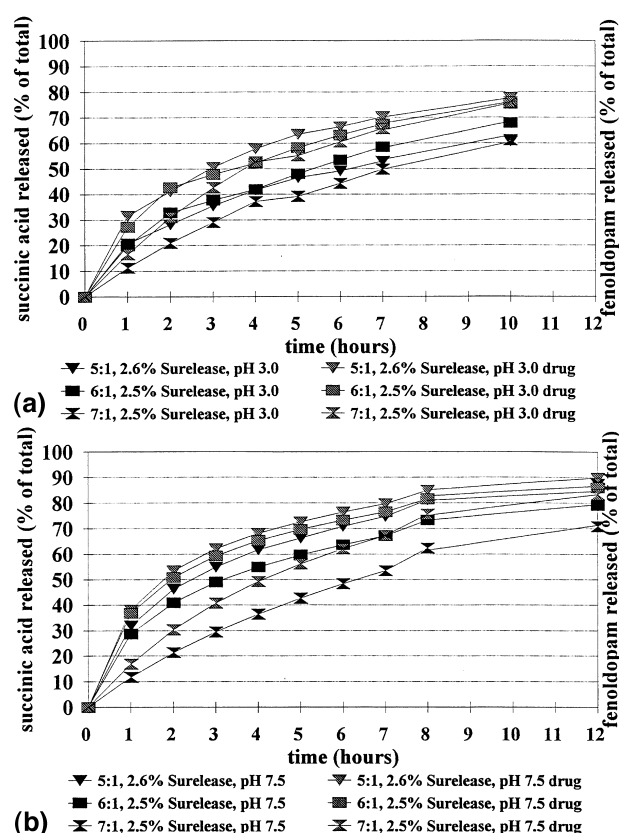 succinic acid released (% of total)
fenoldopam released (% of total)
100
90
80
70
60
50
40
30
20
10
0
1 2 3 4 5 6 7 8 9 10 11 12
time (hours)
5:1, 2.6% Surelease, pH 3.0
5:1, 2.6% Surelease, pH 3.0 drug
6:1, 2.5% Surelease, pH 3.0
6:1, 2.5% Surelease, pH 3.0 drug
7:1, 2.5% Surelease, pH 3.0
7:1, 2.5% Surelease, pH 3.0 drug
(a)
succinic acid released (% of total)
fenoldopam released (% of total)
100
90
80
70
60
50
40
30
20
10
0
0 1 2 3 4 5 6 7 8 9 10 11 12
time (hours)
5:1, 2.6% Surelease, pH 7.5
5:1, 2.6% Surelease, pH 7.5 drug
6:1, 2.5% Surelease, pH 7.5
6:1, 2.5% Surelease, pH 7.5 drug
7:1, 2.5% Surelease, pH 7.5
7:1, 2.5% Surelease, pH 7.5 drug
(b)